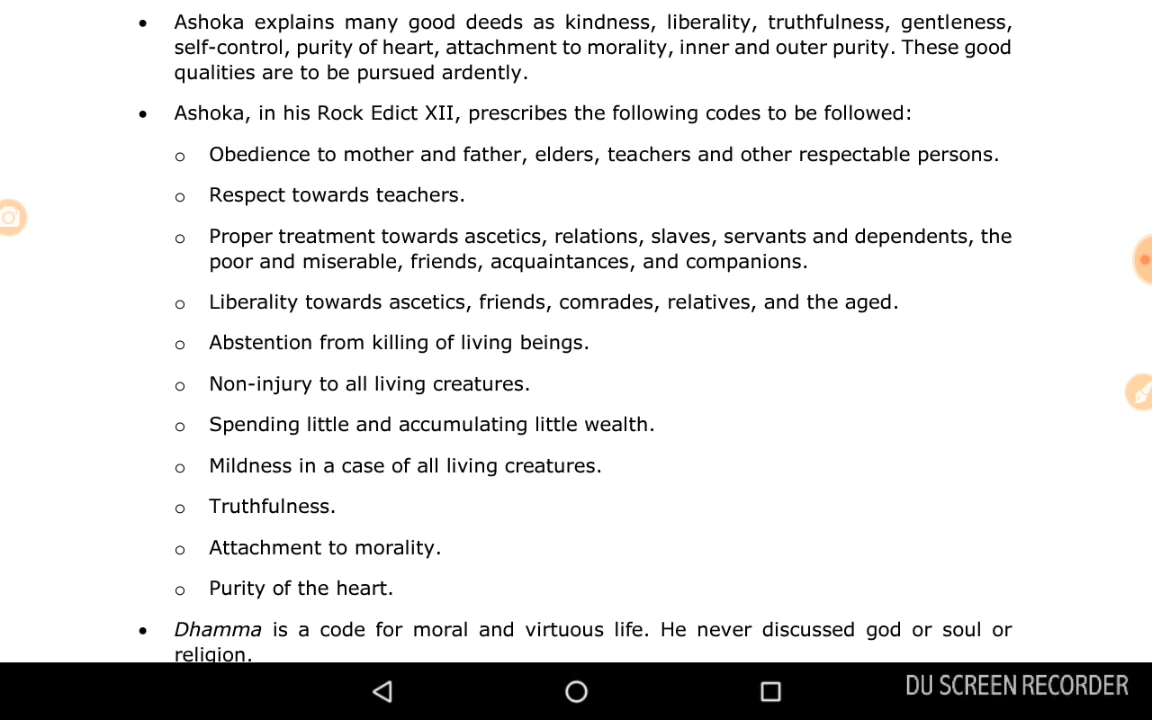 • Ashoka explains many good deeds as kindness, liberality, truthfulness, gentleness,
self-control, purity of heart, attachment to morality, inner and outer purity. These good
qualities are to be pursued ardently.
• Ashoka, in his Rock Edict XII, prescribes the following codes to be followed:
o Obedience to mother and father, elders, teachers and other respectable persons.
o Respect towards teachers.
o Proper treatment towards ascetics, relations, slaves, servants and dependents, the
poor and miserable, friends, acquaintances, and companions.
o Liberality towards ascetics, friends, comrades, relatives, and the aged.
o Abstention from killing of living beings.
o Non-injury to all living creatures.
o Spending little and accumulating little wealth.
o Mildness in a case of all living creatures.
o Truthfulness.
o Attachment to morality.
o Purity of the heart.
• Dhamma is a code for moral and virtuous life. He never discussed god or soul or
religion.
DU SCREEN RECORDER